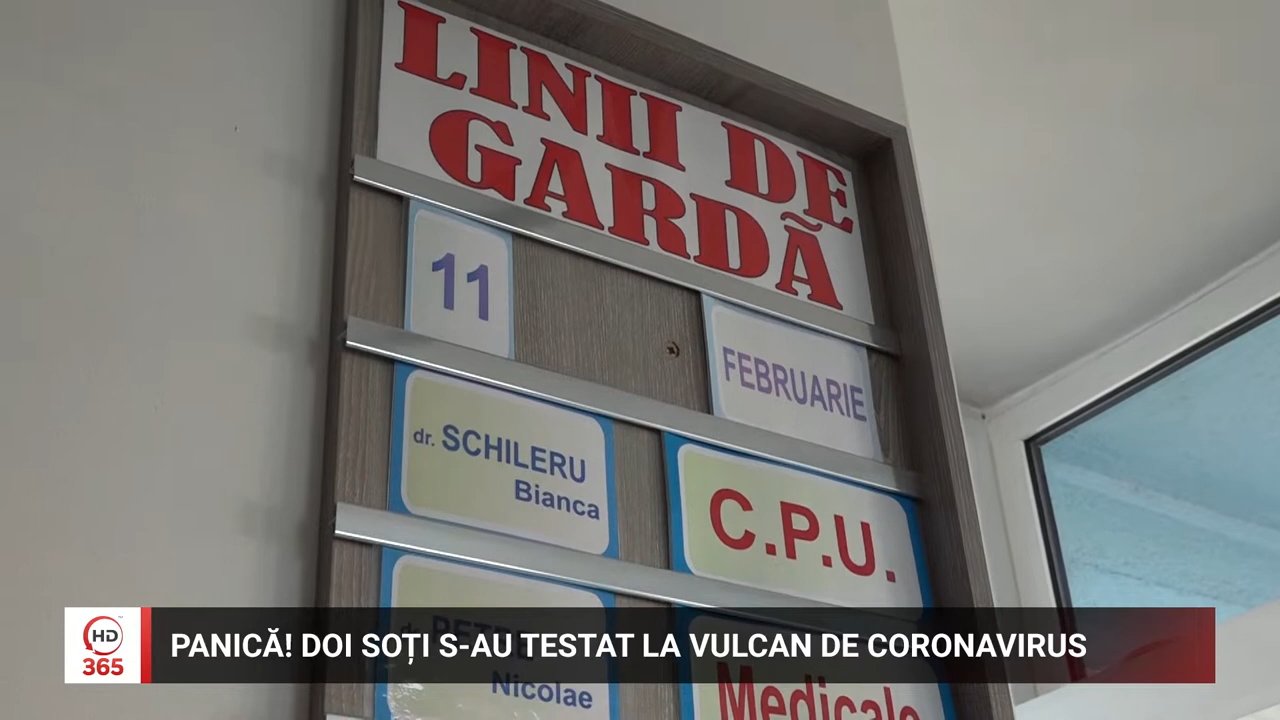 LINII DE
GARDĂ
11
FEBRUARIE
dr. SCHILERU
Bianca
C.P.U.
Nicolae
Medicale
HD
365
PANICĂ! DOI SOȚI S-AU TESTAT LA VULCAN DE CORONAVIRUS